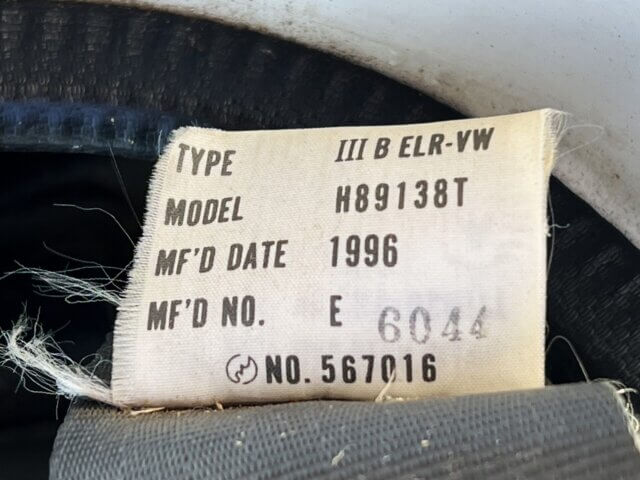 TYPE III B ELR-VW
MODEL H89138T
MF'D DATE 1996
MF'D NO. E 6044
NO. 567016